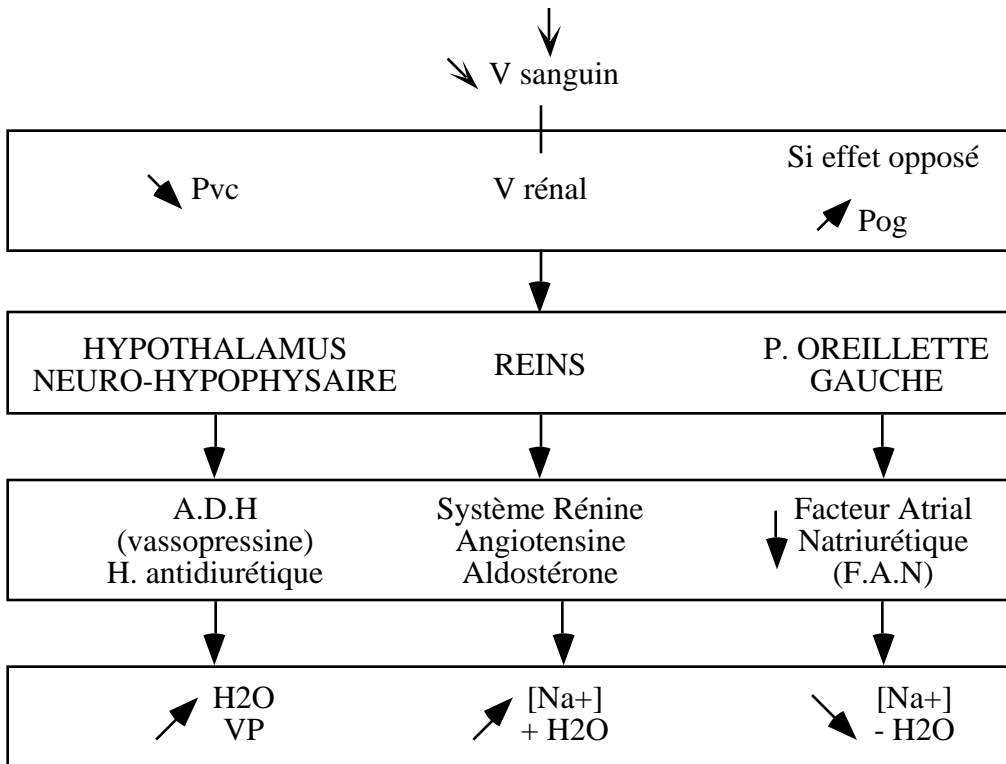 V sanguin
Si effet opposé
Pvc
V rénal
Pog
HYPOTHALAMUS
NEURO-HYPOPHYSAIRE
REINS
P. OREILLETTE
GAUCHE
A.D.H
(vassopressine)
H. antidiurétique
Système Rénine
Angiotensine
Aldostérone
Facteur Atrial
Natriurétique
(F.A.N)
H2O
VP
[Na+]
+ H2O
[Na+]
- H2O